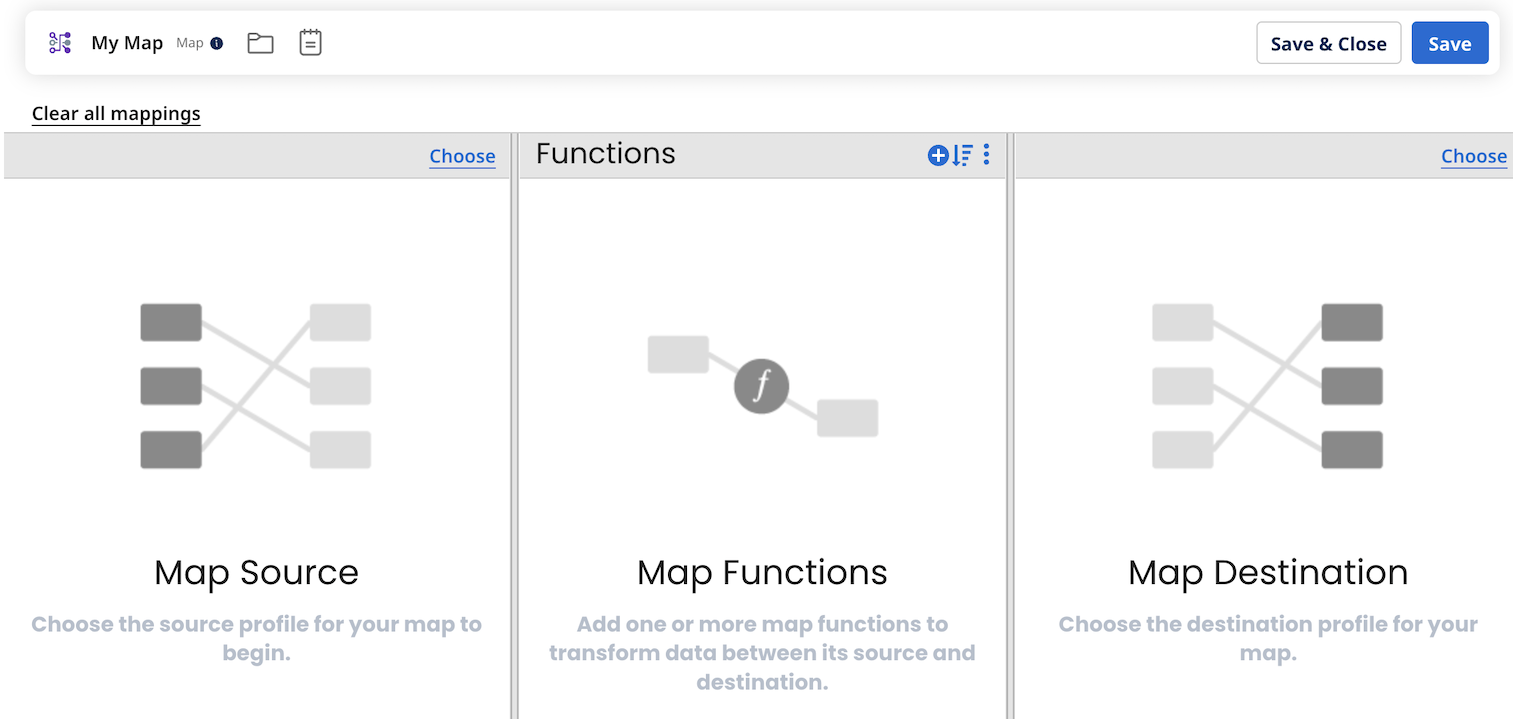 My Map Map i
Save & Close
Save
Clear all mappings
Choose
Functions
Choose
f
Map Source
Choose the source profile for your map to
begin.
Map Functions
Add one or more map functions to
transform data between its source and
destination.
Map Destination
Choose the destination profile for your
map.